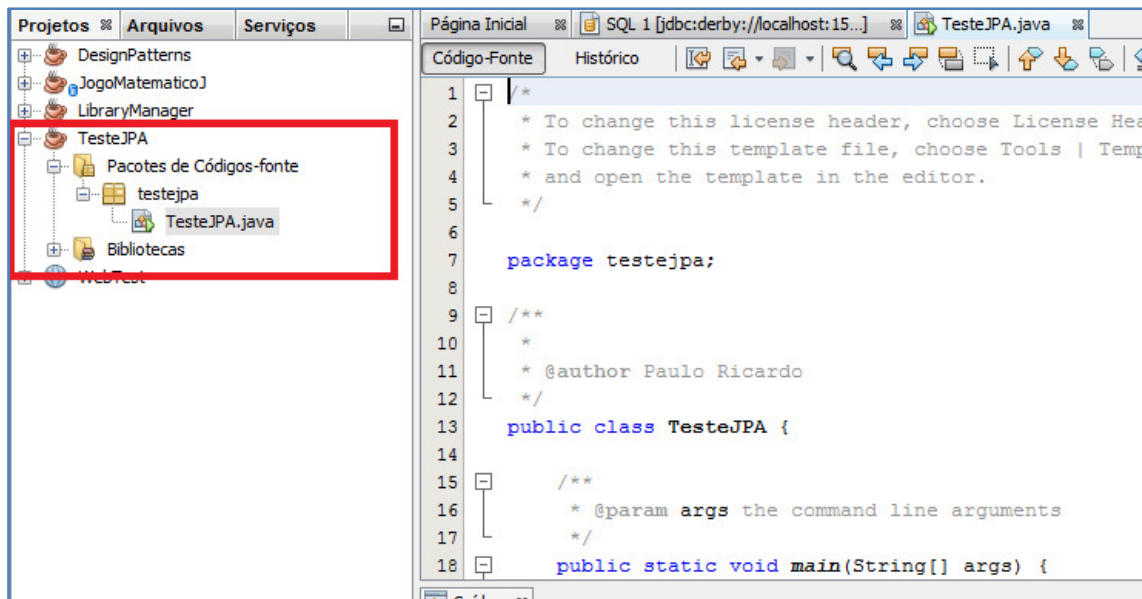 Projetos Arquivos Serviços
DesignPatterns
JogoMatematicoJ
LibraryManager
TesteJPA
Pacotes de Códigos-fonte
testejpa
TesteJPA.java
Bibliotecas
WebTest
Página Inicial SQL 1 [jdbc:derby://localhost:15...] TesteJPA.java
Código-Fonte Histórico
1 /*
2 * To change this license header, choose License Hea
3 * To change this template file, choose Tools | Temp
4 * and open the template in the editor.
5 */
6
7 package testejpa;
8
9 /**
10 *
11 * @author Paulo Ricardo
12 */
13 public class TesteJPA {
14
15 /**
16 * @param args the command line arguments
17 */
18 public static void main(String[] args) {